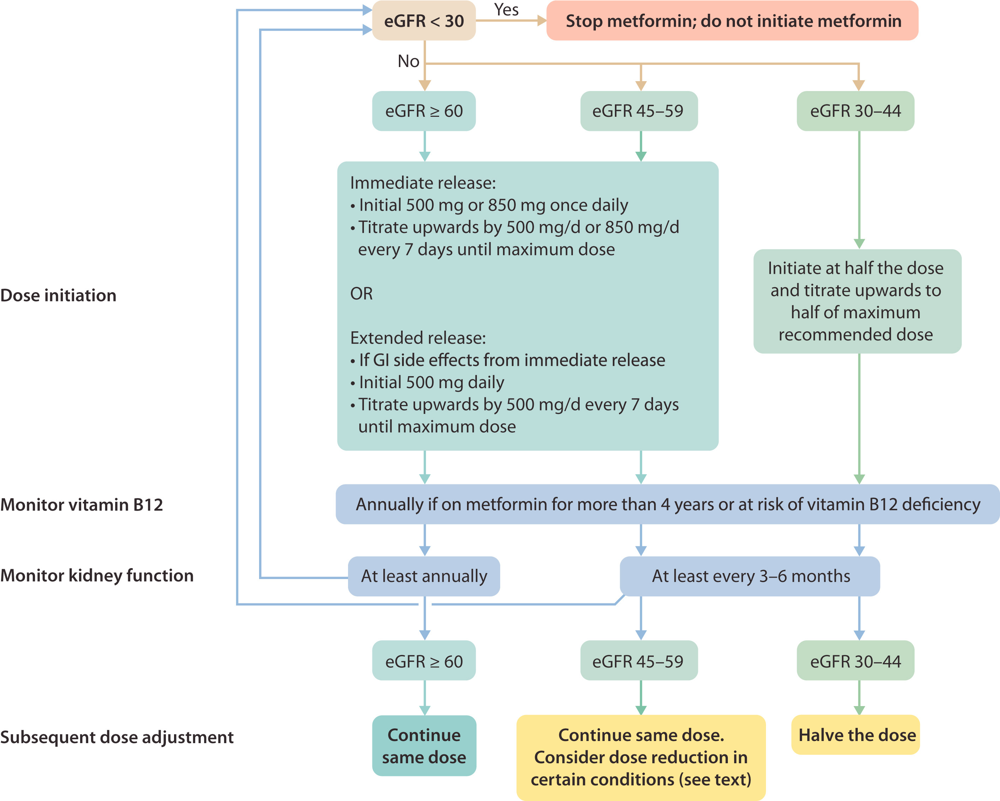 eGFR < 30
Yes
Stop metformin; do not initiate metformin
No
eGFR ≥ 60
eGFR 45–59
eGFR 30–44
Dose initiation
Immediate release:
• Initial 500 mg or 850 mg once daily
• Titrate upwards by 500 mg/d or 850 mg/d
every 7 days until maximum dose
OR
Extended release:
• If GI side effects from immediate release
• Initial 500 mg daily
• Titrate upwards by 500 mg/d every 7 days
until maximum dose
Initiate at half the dose
and titrate upwards to
half of maximum
recommended dose
Monitor vitamin B12
Annually if on metformin for more than 4 years or at risk of vitamin B12 deficiency
Monitor kidney function
At least annually
At least every 3–6 months
eGFR ≥ 60
eGFR 45–59
eGFR 30–44
Subsequent dose adjustment
Continue
same dose
Continue same dose.
Consider dose reduction in
certain conditions (see text)
Halve the dose